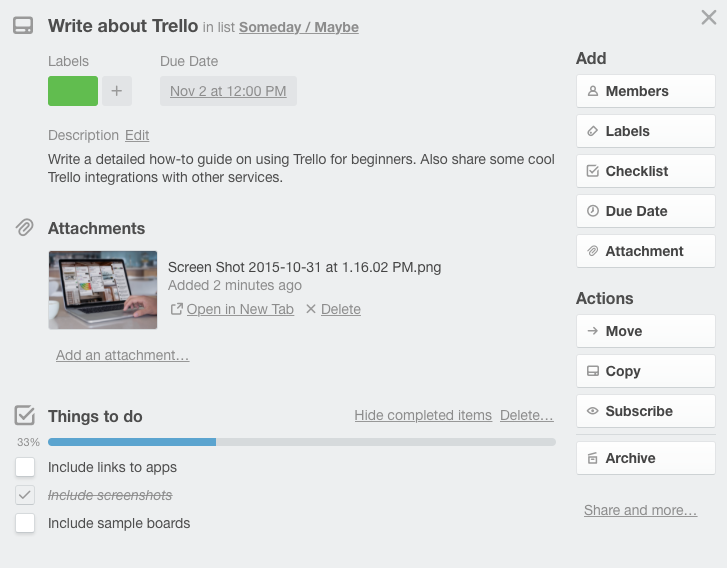 Write about Trello in list Someday / Maybe
Labels
Due Date
+
Nov 2 at 12:00 PM
Description Edit
Write a detailed how-to guide on using Trello for beginners. Also share some cool
Trello integrations with other services.
Attachments
Screen Shot 2015-10-31 at 1.16.02 PM.png
Added 2 minutes ago
Open in New Tab
Delete
Add an attachment…
Things to do
Hide completed items
Delete…
33%
Include links to apps
Include screenshots
Include sample boards
Add
Members
Labels
Checklist
Due Date
Attachment
Actions
Move
Copy
Subscribe
Archive
Share and more…